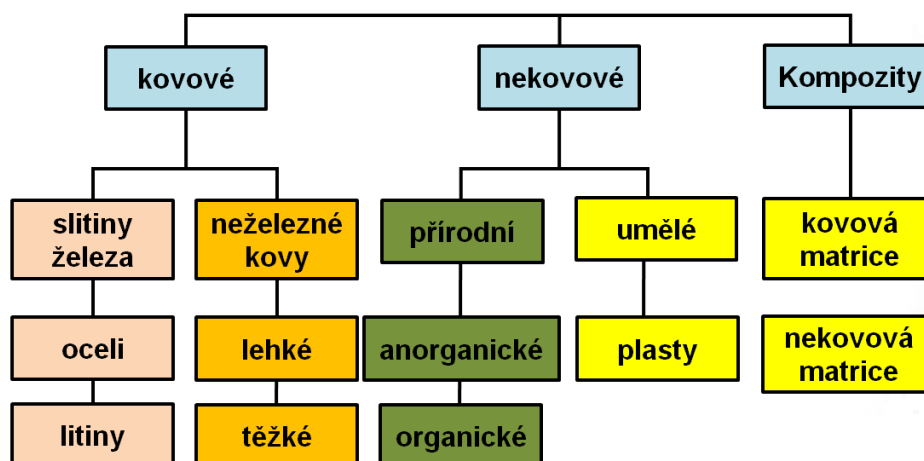 kovové
nekovové
Kompozity
slitiny
železa
neželezné
kovy
přírodní
umělé
kovová
matrice
oceli
lehké
anorganické
plasty
nekovová
matrice
litiny
těžké
organické